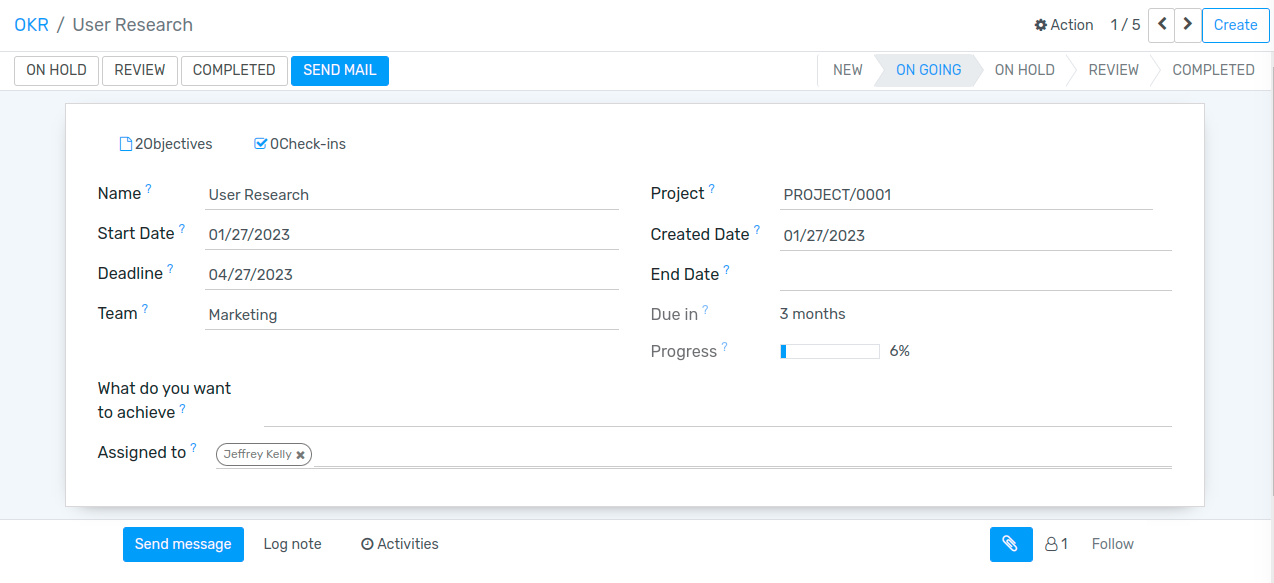 OKR / User Research
Action 1 / 5 Create
ON HOLD REVIEW COMPLETED SEND MAIL
NEW ON GOING ON HOLD REVIEW COMPLETED
2Objectives 0Check-ins
Name ? User Research
Project ? PROJECT/0001
Start Date ? 01/27/2023
Created Date ? 01/27/2023
Deadline ? 04/27/2023
End Date ?
Team ? Marketing
Due in ? 3 months
Progress ? 6%
What do you want
to achieve ?
Assigned to ? Jeffrey Kelly
Send message Log note Activities 1 Follow